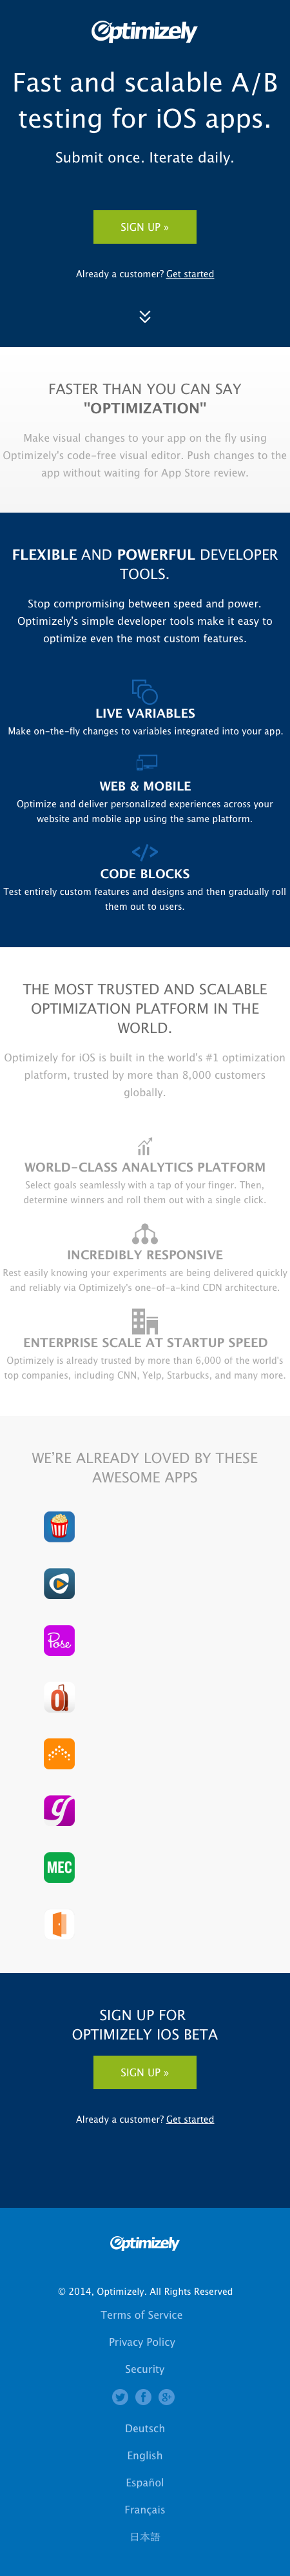 Optimizely
Fast and scalable A/B
testing for iOS apps.
Submit once. Iterate daily.
SIGN UP »
Already a customer? Get started
FASTER THAN YOU CAN SAY
"OPTIMIZATION"
Make visual changes to your app on the fly using
Optimizely's code-free visual editor. Push changes to the
app without waiting for App Store review.
FLEXIBLE AND POWERFUL DEVELOPER
TOOLS.
Stop compromising between speed and power.
Optimizely's simple developer tools make it easy to
optimize even the most custom features.
LIVE VARIABLES
Make on-the-fly changes to variables integrated into your app.
WEB & MOBILE
Optimize and deliver personalized experiences across your
website and mobile app using the same platform.
CODE BLOCKS
Test entirely custom features and designs and then gradually roll
them out to users.
THE MOST TRUSTED AND SCALABLE
OPTIMIZATION PLATFORM IN THE
WORLD.
Optimizely for iOS is built in the world's #1 optimization
platform, trusted by more than 8,000 customers
globally.
WORLD-CLASS ANALYTICS PLATFORM
Select goals seamlessly with a tap of your finger. Then,
determine winners and roll them out with a single click.
INCREDIBLY RESPONSIVE
Rest easily knowing your experiments are being delivered quickly
and reliably via Optimizely's one-of-a-kind CDN architecture.
ENTERPRISE SCALE AT STARTUP SPEED
Optimizely is already trusted by more than 6,000 of the world's
top companies, including CNN, Yelp, Starbucks, and many more.
WE'RE ALREADY LOVED BY THESE
AWESOME APPS
Pose
g
MEC
SIGN UP FOR
OPTIMIZELY IOS BETA
SIGN UP »
Already a customer? Get started
Optimizely
© 2014, Optimizely. All Rights Reserved
Terms of Service
Privacy Policy
Security
Deutsch
English
Español
Français
日本語